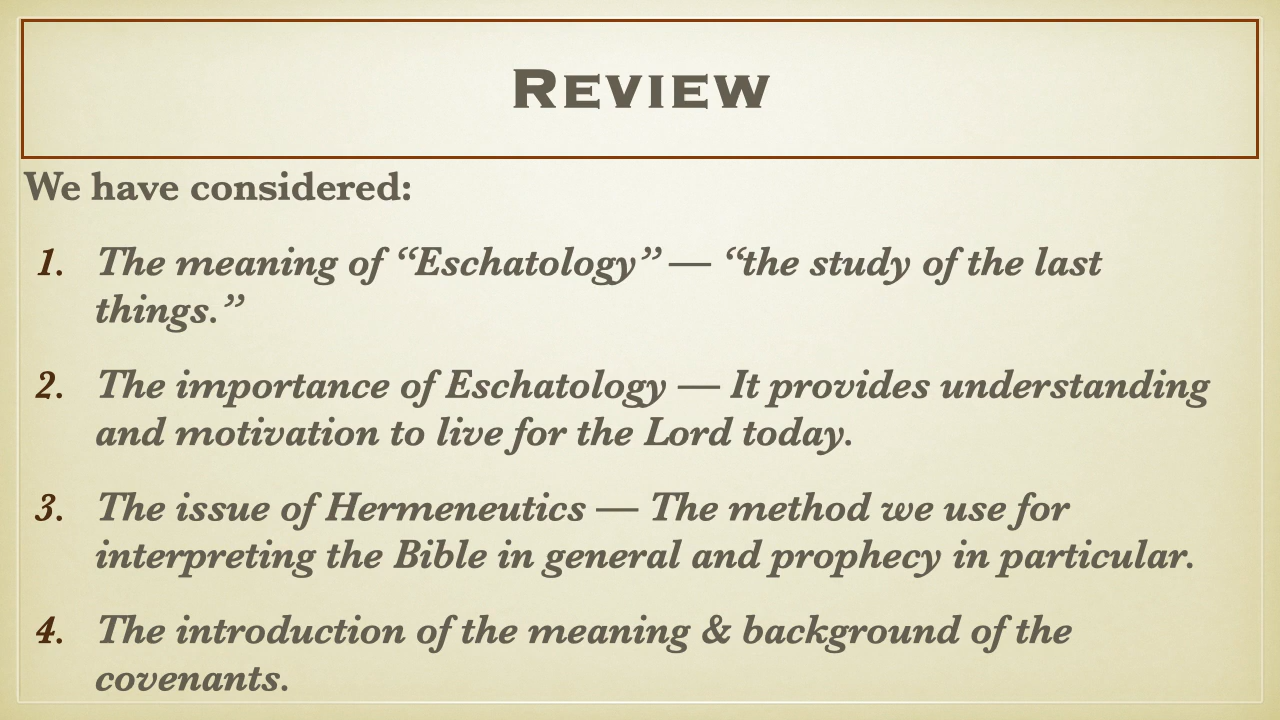 Review
We have considered:
1. The meaning of “Eschatology” — “the study of the last
things.”
2. The importance of Eschatology — It provides understanding
and motivation to live for the Lord today.
3. The issue of Hermeneutics — The method we use for
interpreting the Bible in general and prophecy in particular.
4. The introduction of the meaning & background of the
covenants.